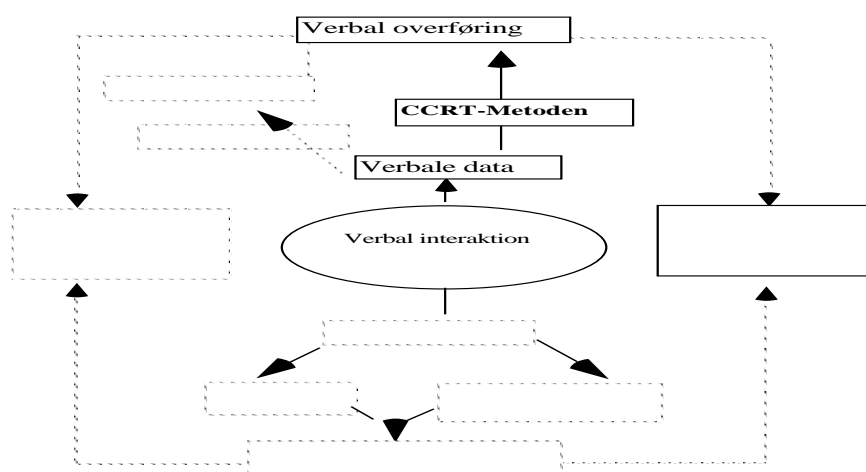 Verbal overføring
CCRT-Metoden
Verbale data
Verbal interaktion